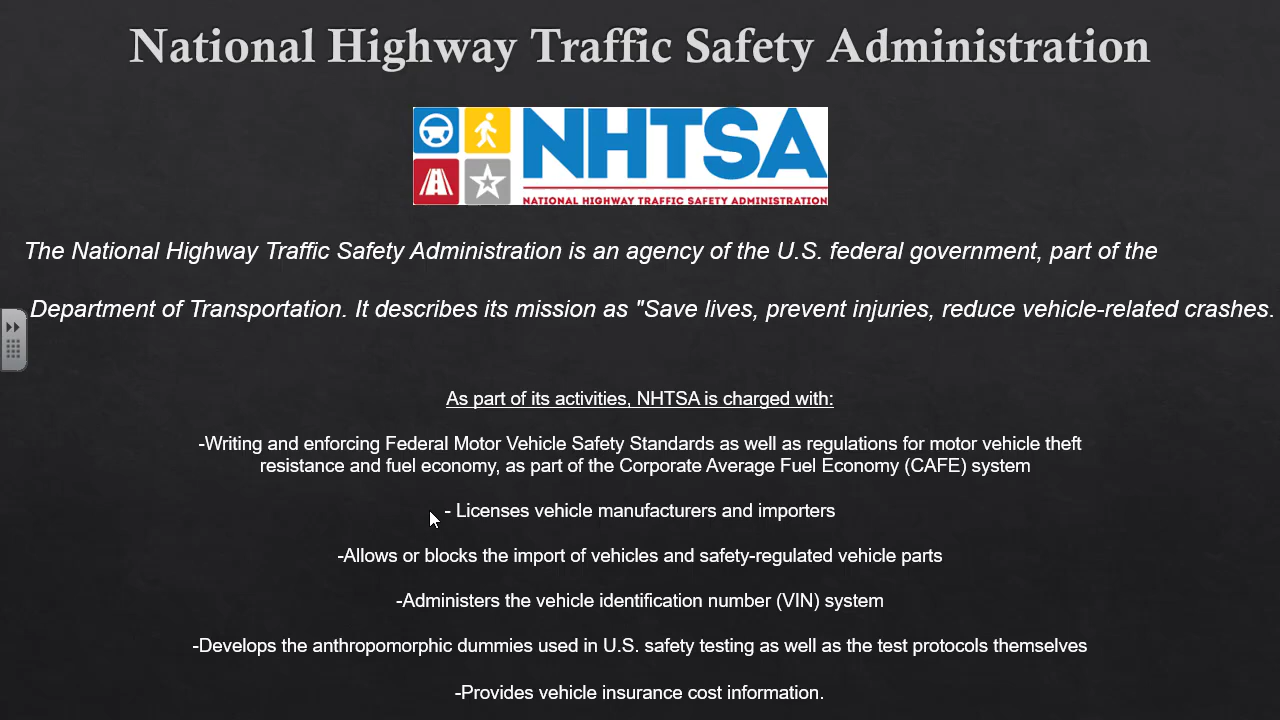 National Highway Traffic Safety Administration
NHTSA
NATIONAL HIGHWAY TRAFFIC SAFETY ADMINISTRATION
The National Highway Traffic Safety Administration is an agency of the U.S. federal government, part of the
Department of Transportation. It describes its mission as "Save lives, prevent injuries, reduce vehicle-related crashes.
As part of its activities, NHTSA is charged with:
-Writing and enforcing Federal Motor Vehicle Safety Standards as well as regulations for motor vehicle theft
resistance and fuel economy, as part of the Corporate Average Fuel Economy (CAFE) system
- Licenses vehicle manufacturers and importers
-Allows or blocks the import of vehicles and safety-regulated vehicle parts
-Administers the vehicle identification number (VIN) system
-Develops the anthropomorphic dummies used in U.S. safety testing as well as the test protocols themselves
-Provides vehicle insurance cost information.